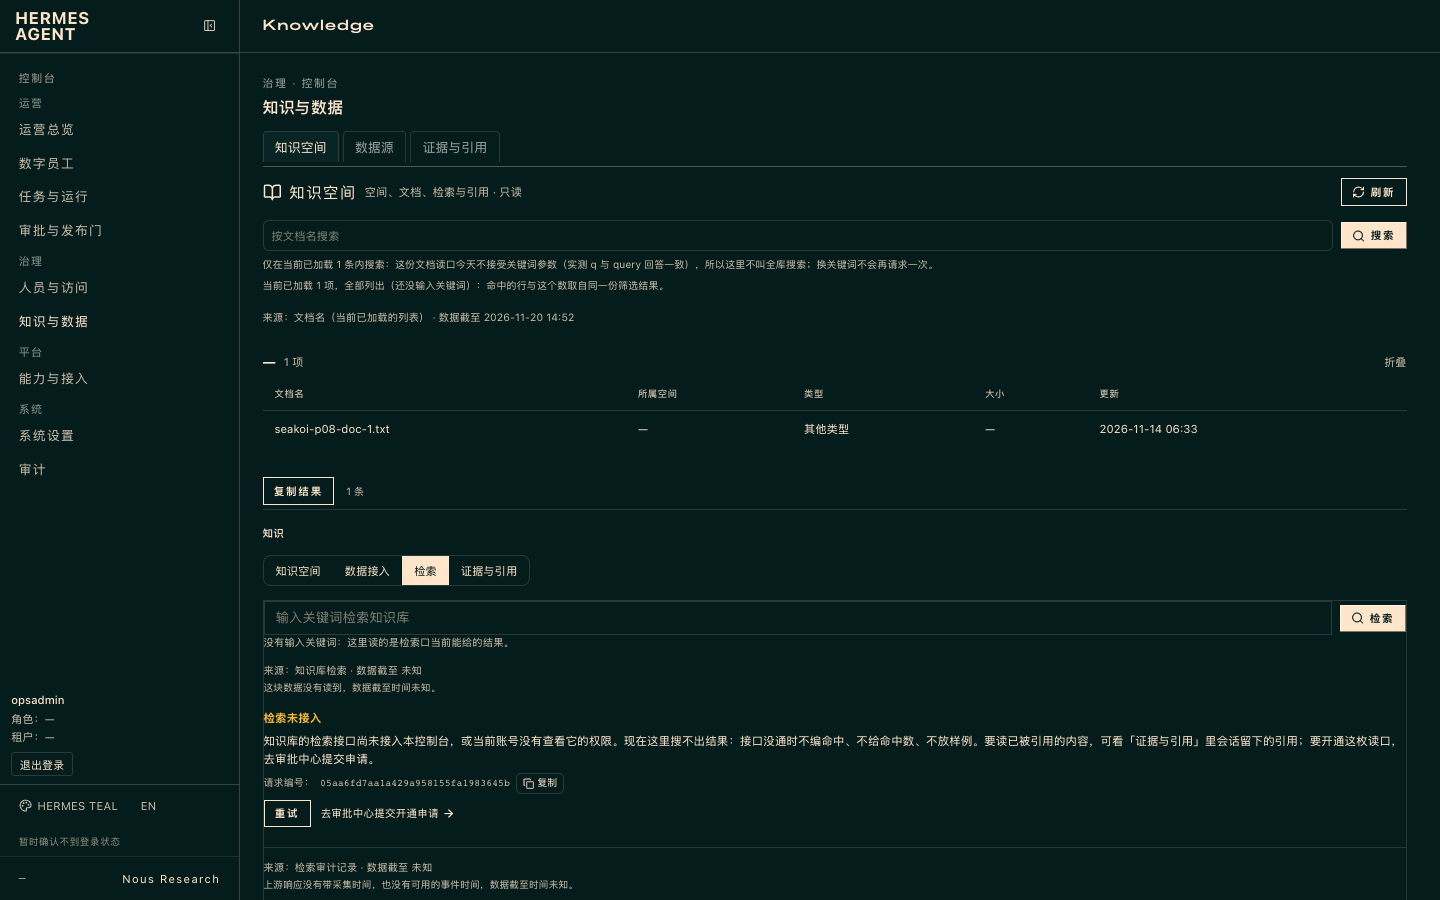 HERMES
AGENT
控制台
运营
运营总览
数字员工
任务与运行
审批与发布门
治理
人员与访问
知识与数据
平台
能力与接入
系统
系统设置
审计
opsadmin
角色：—
租户：—
退出登录
HERMES TEAL EN
暂时确认不到登录状态
— Nous Research
Knowledge
治理 · 控制台
知识与数据
知识空间 数据源 证据与引用
知识空间 空间、文档、检索与引用 · 只读 刷新
按文档名搜索 搜索
仅在当前已加载 1 条内搜索：这份文档读口今天不接受关键词参数（实测 q 与 query 回答一致），所以这里不叫全库搜索；换关键词不会再请求一次。
当前已加载 1 项，全部列出（还没输入关键词）：命中的行与这个数取自同一份筛选结果。
来源：文档名（当前已加载的列表） · 数据截至 2026-11-20 14:52
— 1 项 折叠
文档名 所属空间 类型 大小 更新
seakoi-p08-doc-1.txt — 其他类型 — 2026-11-14 06:33
复制结果 1 条
知识
知识空间 数据接入 检索 证据与引用
输入关键词检索知识库 检索
没有输入关键词：这里读的是检索口当前能给的结果。
来源：知识库检索 · 数据截至 未知
这块数据没有读到，数据截至时间未知。
检索未接入
知识库的检索接口尚未接入本控制台，或当前账号没有查看它的权限。现在这里搜不出结果：接口没通时不编命中、不给命中数、不放样例。要读已被引用的内容，可看「证据与引用」里会话留下的引用；要开通这枚读口，
去审批中心提交申请。
请求编号： 05aa6fd7aa1a429a958155fa1983645b 复制
重试 去审批中心提交开通申请 →
来源：检索审计记录 · 数据截至 未知
上游响应没有带采集时间，也没有可用的事件时间，数据截至时间未知。